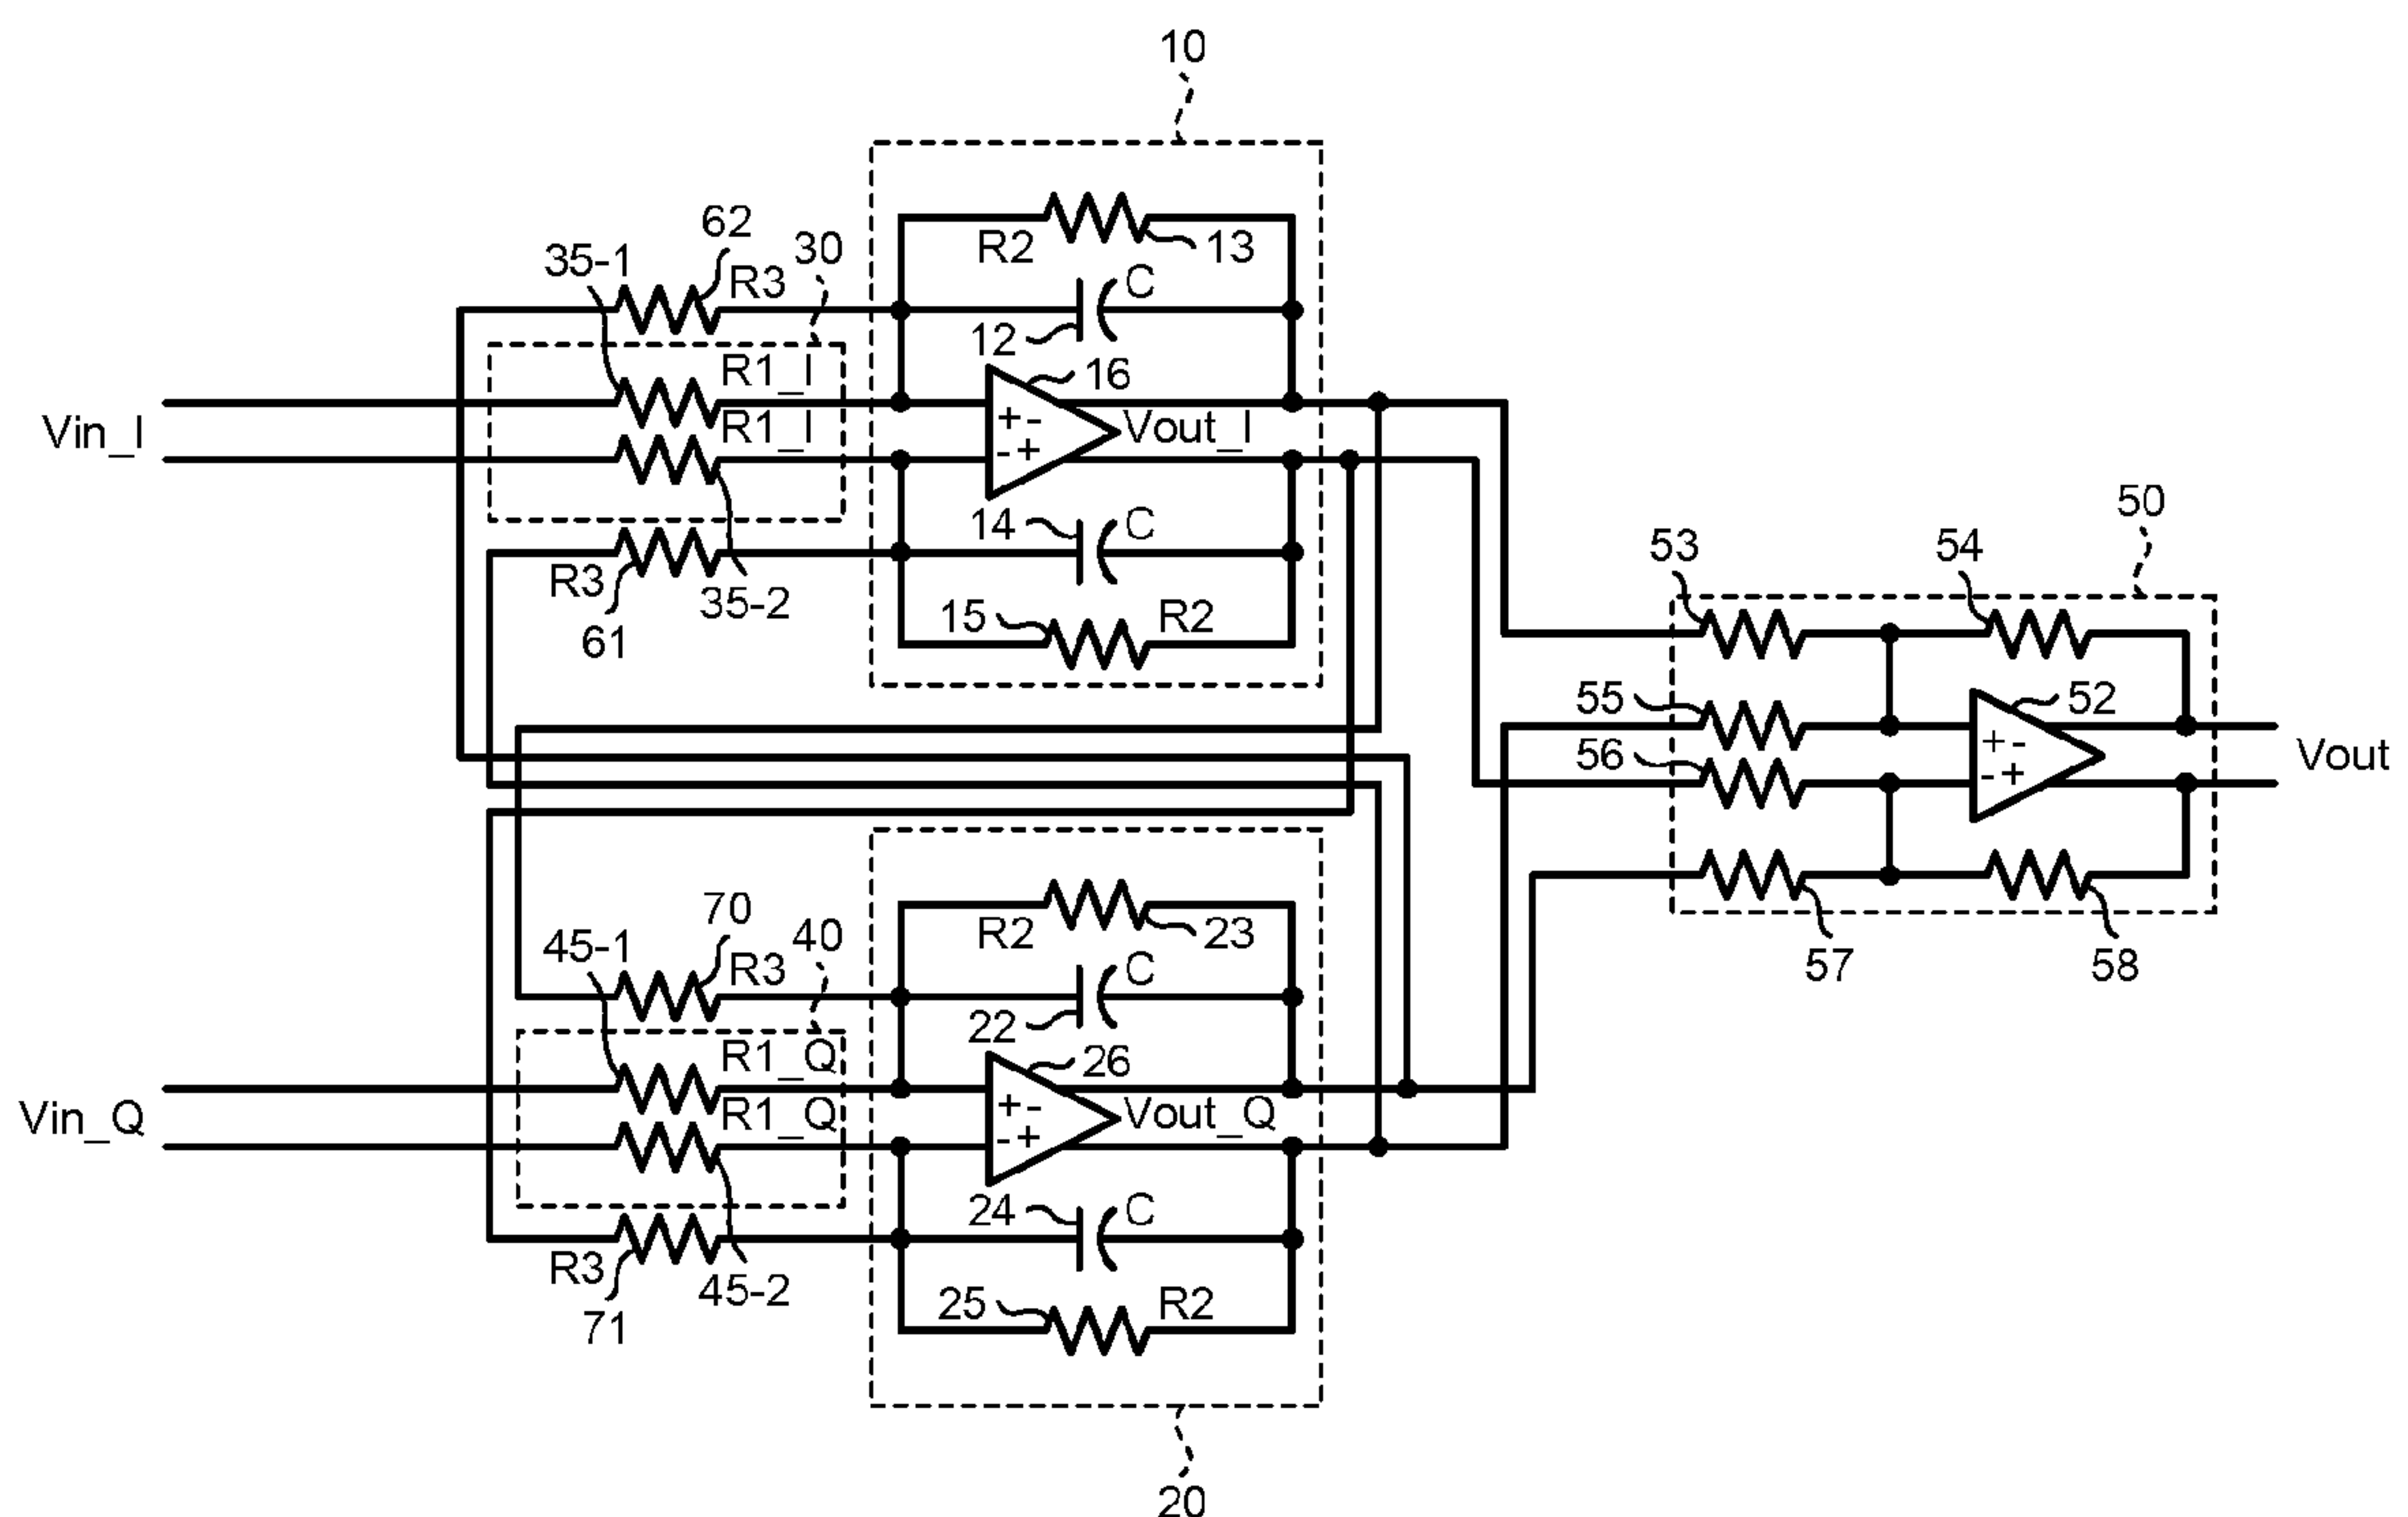 10
62
30
35-1
R3
R2
13
C
12
R1_I
16
Vin_I
R1_I
+
-
Vout_I
-
+
14
C
R3
35-2
61
15
R2
50
53
54
55
52
56
+
-
Vout
-
+
57
58
70
40
45-1
R3
R2
23
C
22
R1_Q
26
Vin_Q
R1_Q
+
-
Vout_Q
-
+
24
C
R3
45-2
71
25
R2
20